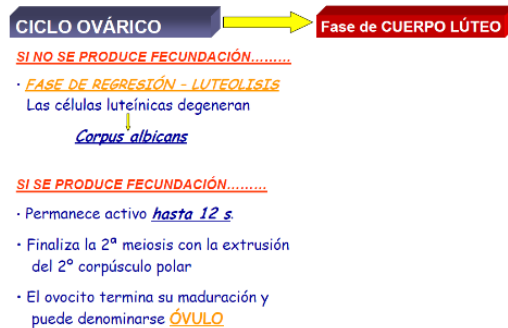 CICLO OVÁRICO
Fase de CUERPO LÚTEO
SI NO SE PRODUCE FECUNDACIÓN………
· FASE DE REGRESIÓN - LUTEOLISIS
Las células luteínicas degeneran
Corpus albicans
SI SE PRODUCE FECUNDACIÓN………
· Permanece activo hasta 12 s.
· Finaliza la 2ª meiosis con la extrusión
del 2º corpúsculo polar
· El ovocito termina su maduración y
puede denominarse ÓVULO